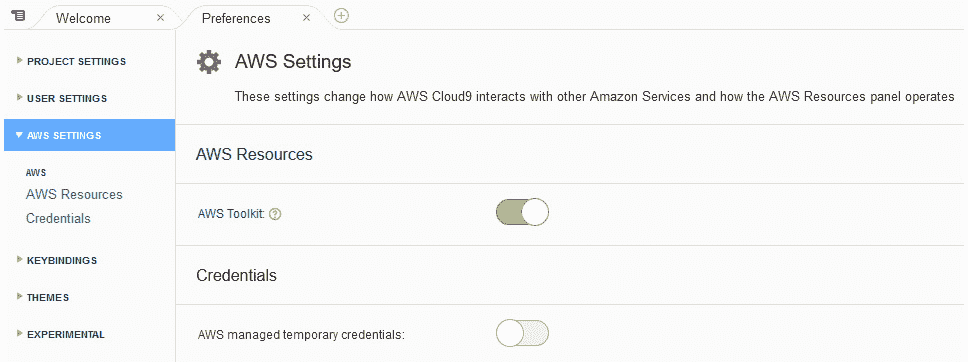 Welcome
Preferences
PROJECT SETTINGS
USER SETTINGS
AWS SETTINGS
AWS
AWS Resources
Credentials
KEYBINDINGS
THEMES
EXPERIMENTAL
AWS Settings
These settings change how AWS Cloud9 interacts with other Amazon Services and how the AWS Resources panel operates
AWS Resources
AWS Toolkit:
Credentials
AWS managed temporary credentials: